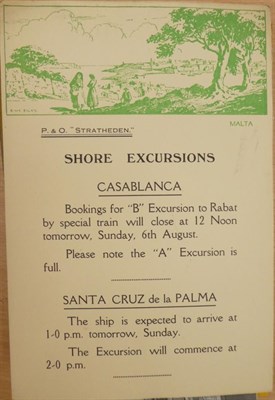 MALTA
P. & O. "STRATHEDEN."
SHORE EXCURSIONS
CASABLANCA
Bookings for "B" Excursion to Rabat
by special train will close at 12 Noon
tomorrow, Sunday, 6th August.
Please note the "A" Excursion is
full.
SANTA CRUZ de la PALMA
The ship is expected to arrive at
1-0 p.m. tomorrow, Sunday.
The Excursion will commence at
2-0 p.m.